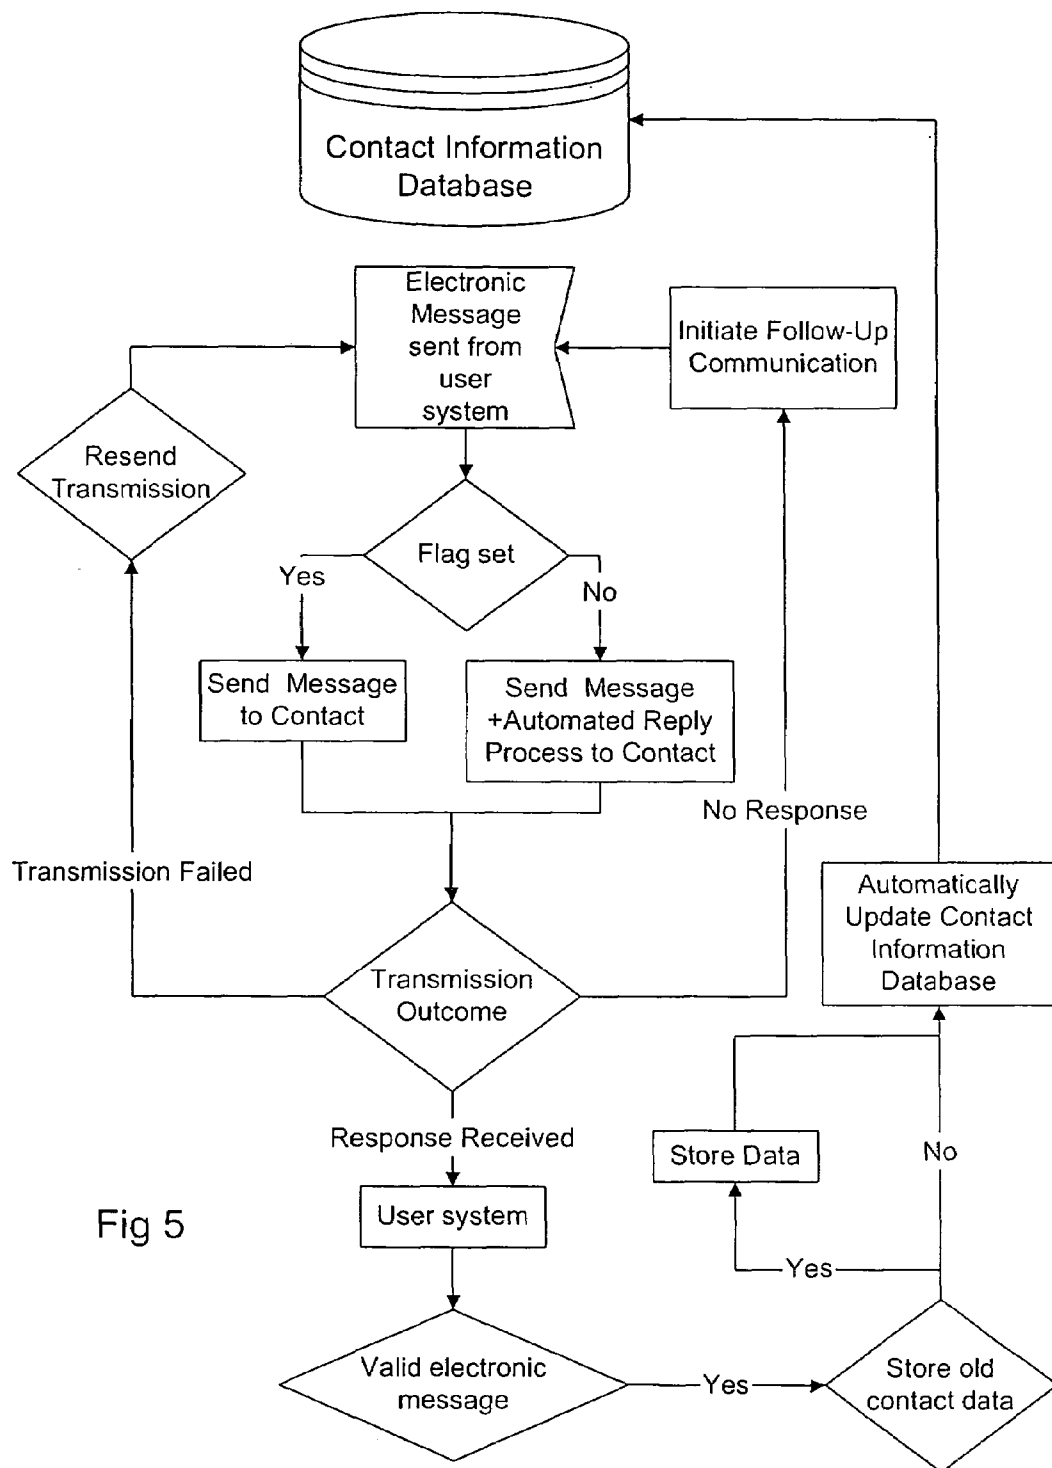 Contact Information
Database
Electronic
Message
sent from
user
system
Initiate Follow-Up
Communication
Resend
Transmission
Flag set
Yes
No
Send Message
to Contact
Send Message
+Automated Reply
Process to Contact
No Response
Transmission Failed
Automatically
Update Contact
Information
Database
Transmission
Outcome
Response Received
Store Data
No
User system
Fig 5
Yes
Valid electronic
message
Yes
Store old
contact data